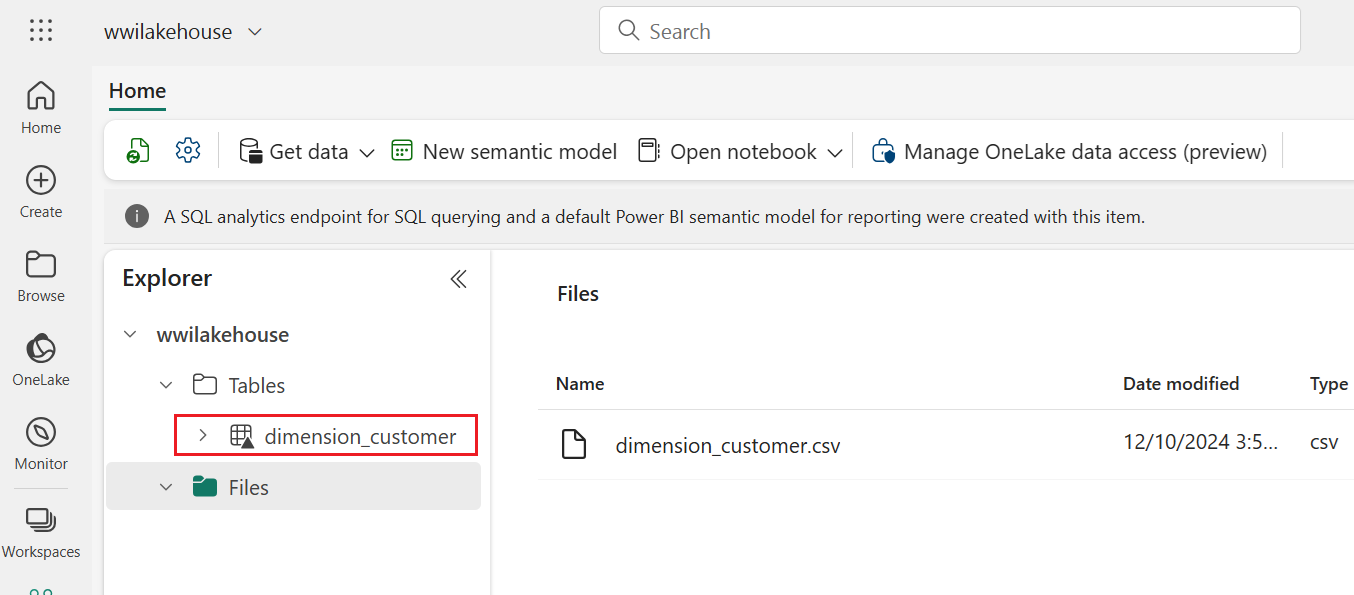 wwilakehouse
Search
Home
Home
Get data
New semantic model
Open notebook
Manage OneLake data access (preview)
Create
A SQL analytics endpoint for SQL querying and a default Power BI semantic model for reporting were created with this item.
Browse
Explorer
Files
wwilakehouse
OneLake
Tables
Name Date modified Type
dimension_customer
dimension_customer.csv 12/10/2024 3:5... csv
Monitor
Files
Workspaces